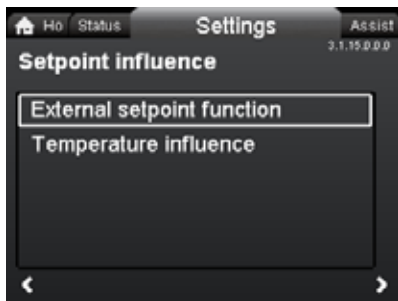 Ho Status Settings Assist
3.1.15.0.0.0
Setpoint influence
External setpoint function
Temperature influence